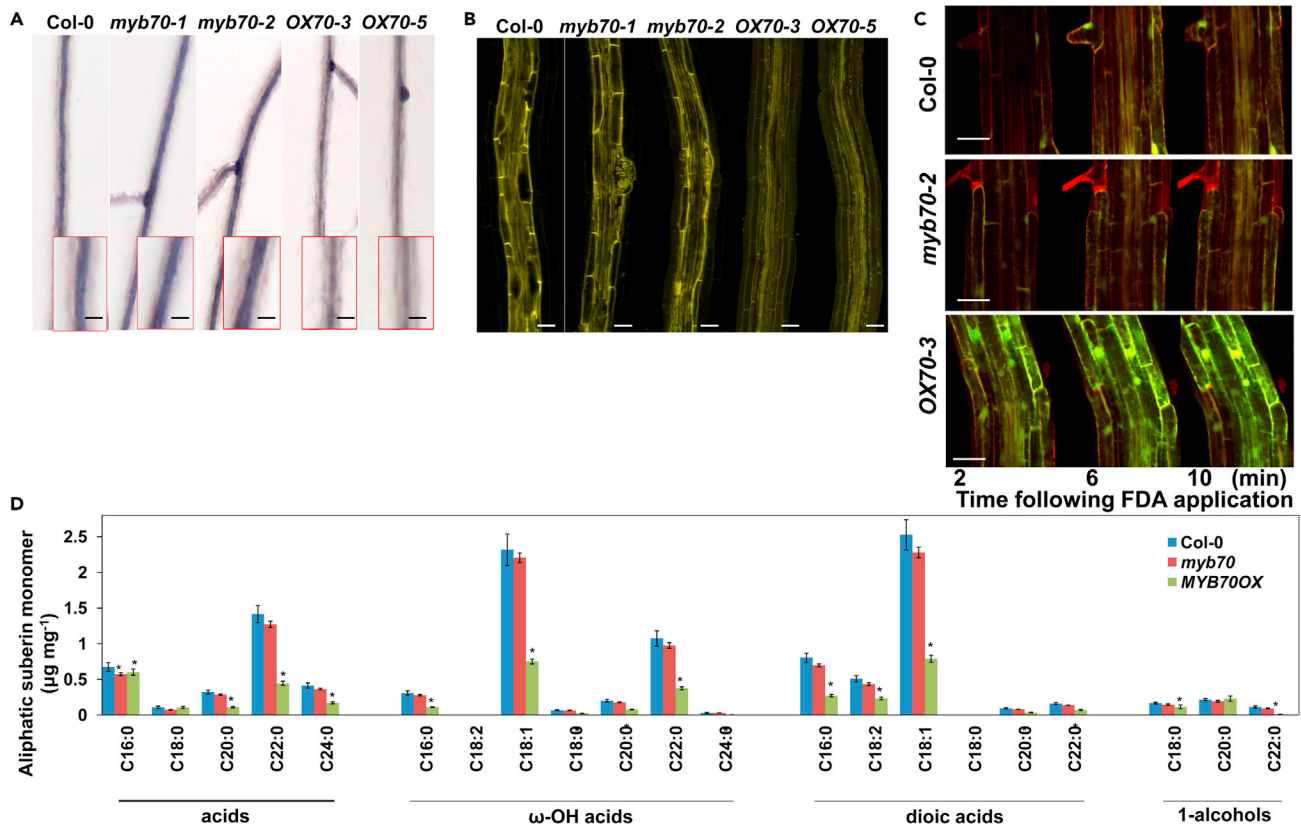 A
Col-0 myb70-1 myb70-2 OX70-3 OX70-5
B
Col-0 myb70-1 myb70-2 OX70-3 OX70-5
C
Col-0
myb70-2
OX70-3
2 6 10 (min)
Time following FDA application
D
Aliphatic suberin monomer
(µg mg⁻¹)
2.5
2
1.5
1
0.5
0
Col-0
myb70
MYB70OX
* * * * * * * * * * * * * * * *
C16:0 C18:0 C20:0 C22:0 C24:0 C16:0 C18:2 C18:1 C18:9 C20:0 C22:0 C24:9 C16:0 C18:2 C18:1 C18:0 C20:9 C22:0 C18:0 C20:0 C22:0
acids ω-OH acids dioic acids 1-alcohols